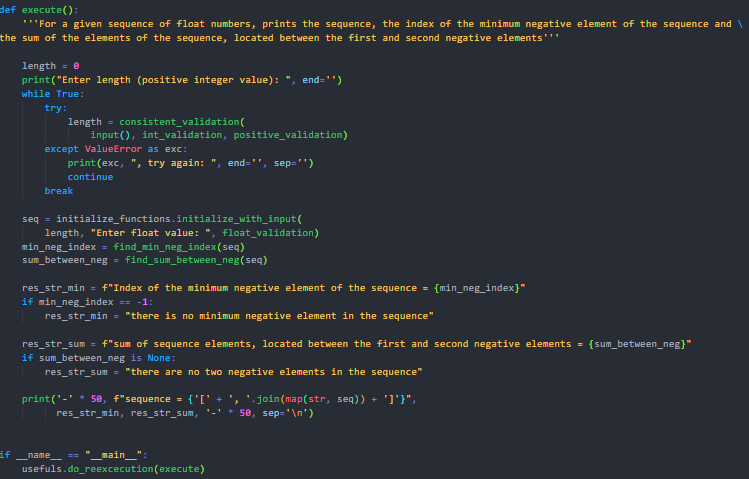 def execute():
    '''For a given sequence of float numbers, prints the sequence, the index of the minimum negative element of the sequence and \
the sum of the elements of the sequence, located between the first and second negative elements'''

    length = 0
    print("Enter length (positive integer value): ", end='')
    while True:
        try:
            length = consistent_validation(
                input(), int_validation, positive_validation)
        except ValueError as exc:
            print(exc, ", try again: ", end='', sep='')
            continue
        break

    seq = initialize_functions.initialize_with_input(
        length, "Enter float value: ", float_validation)
    min_neg_index = find_min_neg_index(seq)
    sum_between_neg = find_sum_between_neg(seq)

    res_str_min = f"Index of the minimum negative element of the sequence = {min_neg_index}"
    if min_neg_index == -1:
        res_str_min = "there is no minimum negative element in the sequence"

    res_str_sum = f"sum of sequence elements, located between the first and second negative elements = {sum_between_neg}"
    if sum_between_neg is None:
        res_str_sum = "there are no two negative elements in the sequence"

    print('-' * 50, f"sequence = {'[' + ', '.join(map(str, seq)) + ']'}",
          res_str_min, res_str_sum, '-' * 50, sep='\n')


if __name__ == "__main__":
    usefuls.do_reexcecution(execute)